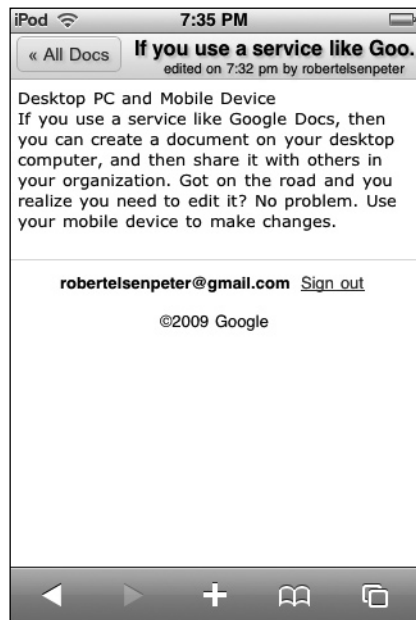 iPod 7:35 PM
« All Docs
If you use a service like Goo.
edited on 7:32 pm by robertelsenpeter
Desktop PC and Mobile Device
If you use a service like Google Docs, then
you can create a document on your desktop
computer, and then share it with others in
your organization. Got on the road and you
realize you need to edit it? No problem. Use
your mobile device to make changes.
robertelsenpeter@gmail.com Sign out
©2009 Google